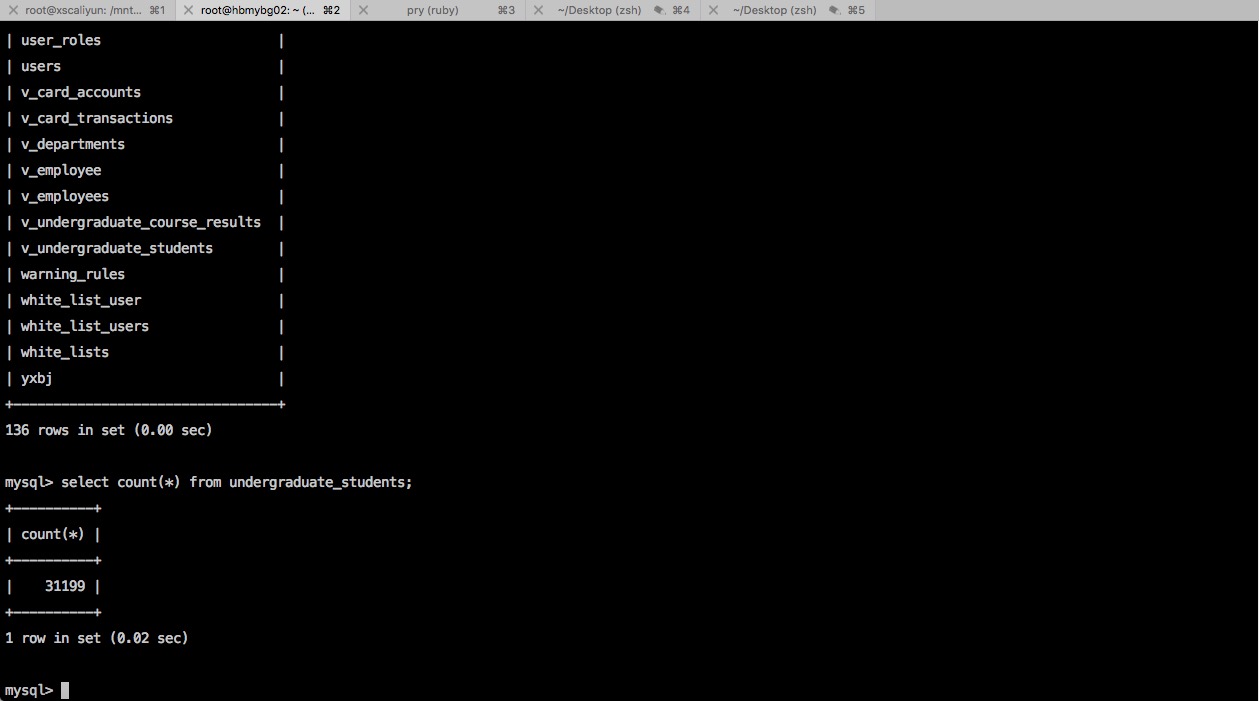 root@xscaliyun: /mnt... ⌘1 root@hbmybg02: ~ (... ⌘2 pry (ruby) ⌘3 ~/Desktop (zsh) ⌘4 ~/Desktop (zsh) ⌘5
| user_roles |
| users |
| v_card_accounts |
| v_card_transactions |
| v_departments |
| v_employee |
| v_employees |
| v_undergraduate_course_results |
| v_undergraduate_students |
| warning_rules |
| white_list_user |
| white_list_users |
| white_lists |
| yxbj |
+----------------------------------+
136 rows in set (0.00 sec)
mysql> select count(*) from undergraduate_students;
+----------+
| count(*) |
+----------+
| 31199 |
+----------+
1 row in set (0.02 sec)
mysql>